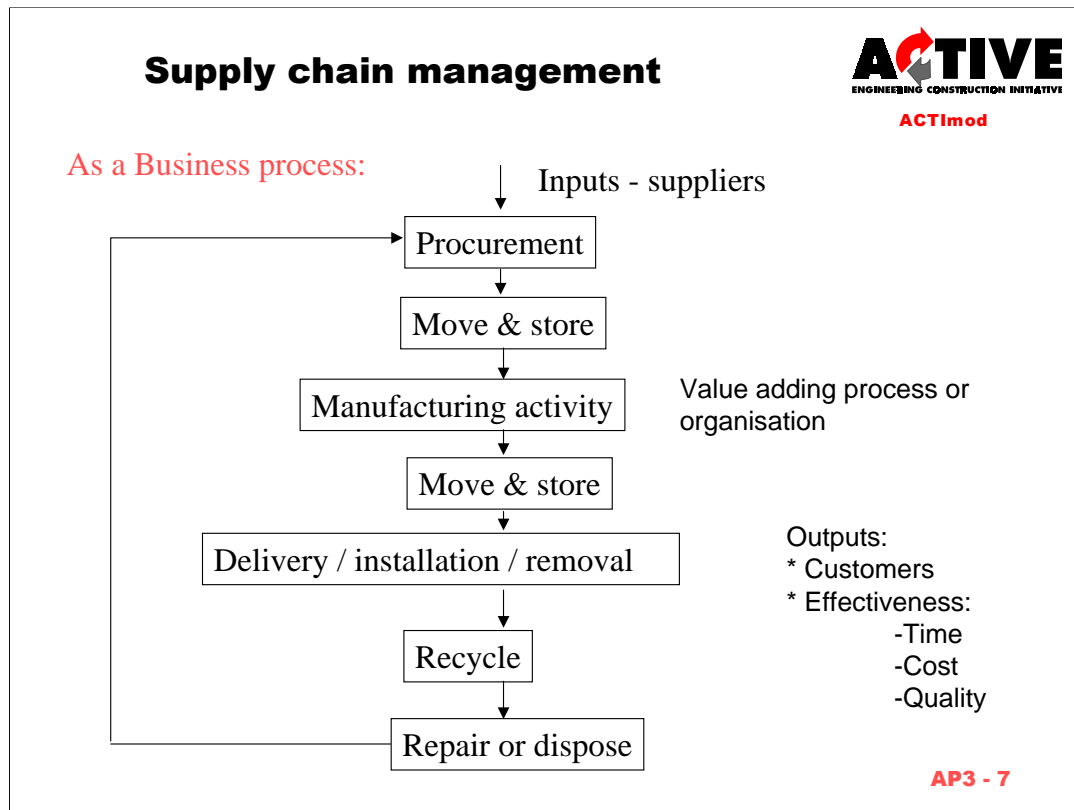 Supply chain management
ACTIVE
ENGINEERING CONSTRUCTION INITIATIVE
ACTImod
As a Business process:
Inputs - suppliers
Procurement
Move & store
Manufacturing activity
Value adding process or
organisation
Move & store
Delivery / installation / removal
Outputs:
* Customers
* Effectiveness:
-Time
-Cost
-Quality
Recycle
Repair or dispose
AP3 - 7